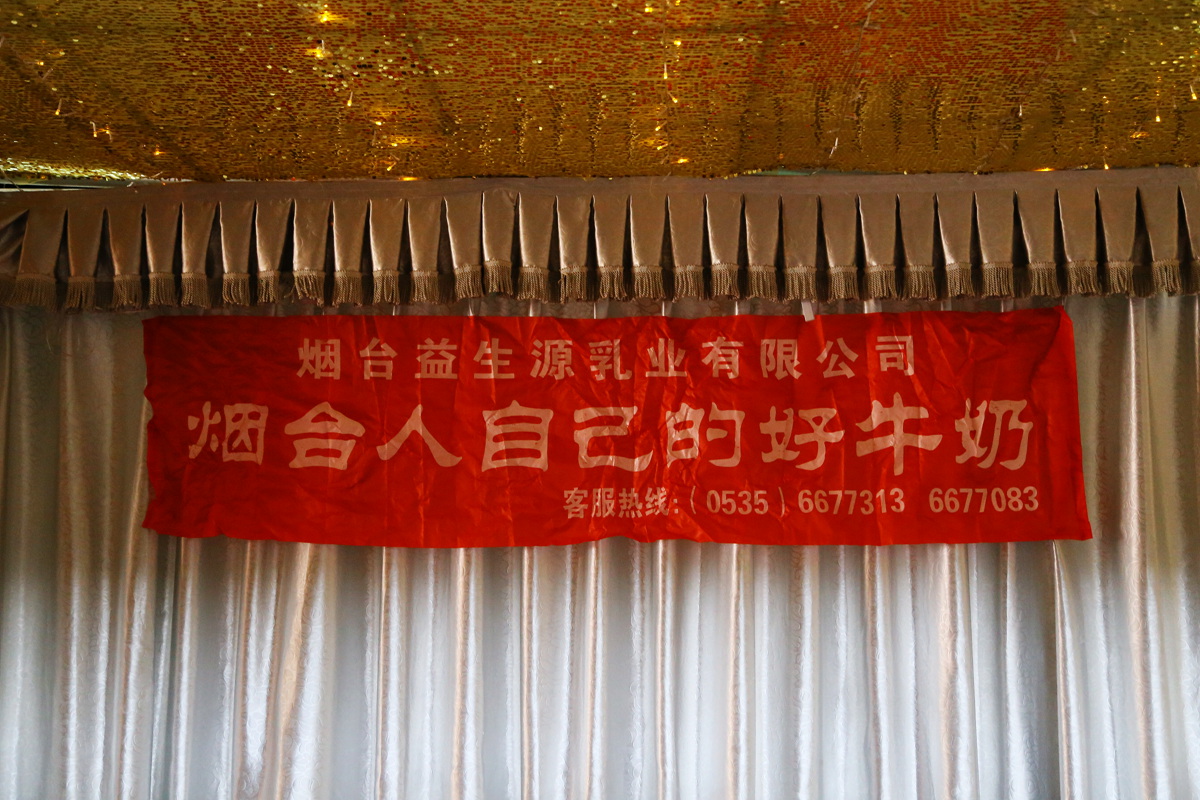 烟台益生源乳业有限公司
烟台人自己的好牛奶
客服热线:(0535)6677313 6677083